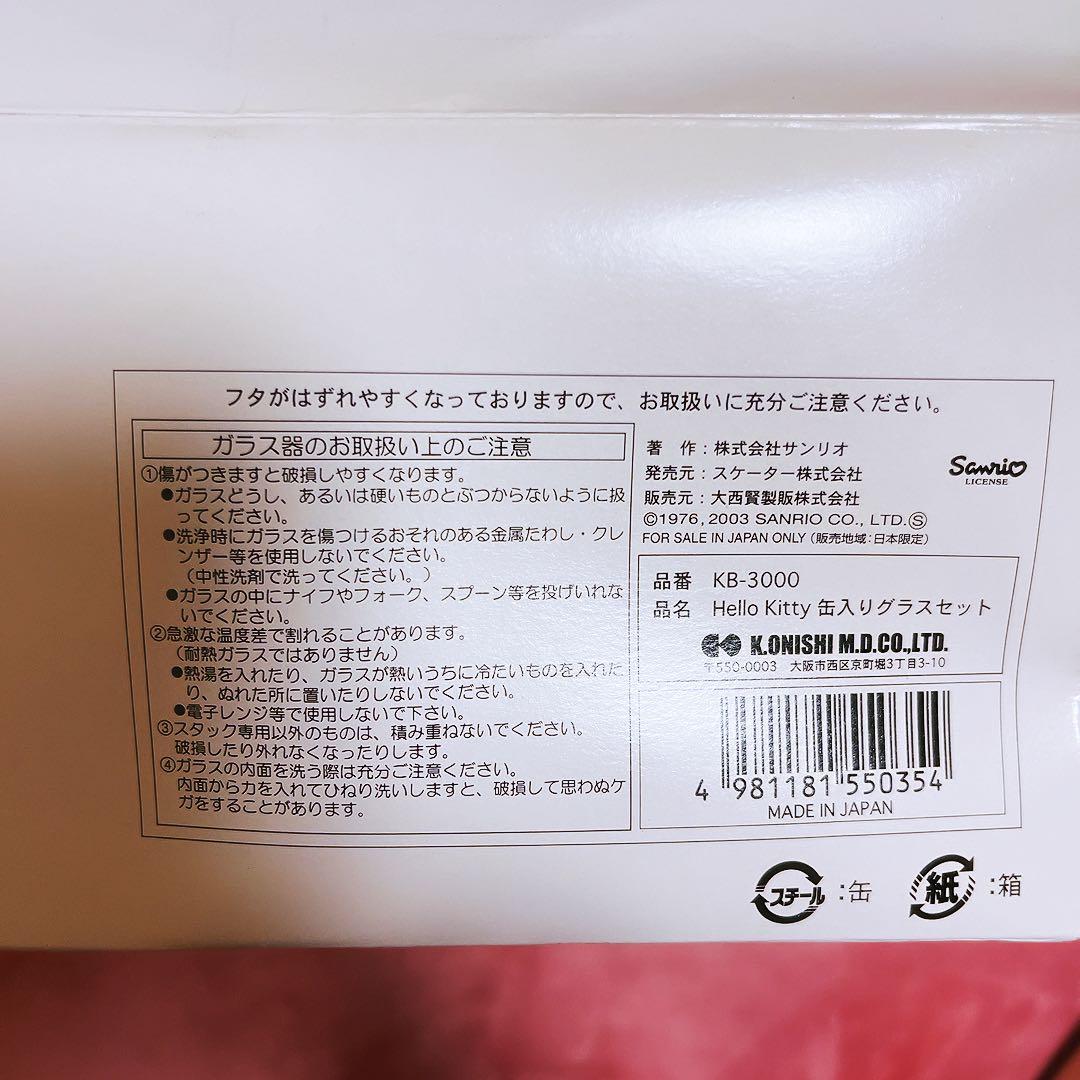 フタがはずれやすくなっておりますので、お取扱いに充分ご注意ください。
ガラス器のお取扱い上のご注意
①傷がつきますと破損しやすくなります。
●ガラスどうし、あるいは硬いものとぶつからないように扱
ってください。
●洗浄時にガラスを傷つけるおそれのある金属たわし・クレ
ンザー等を使用しないでください。
（中性洗剤で洗ってください。）
●ガラスの中にナイフやフォーク、スプーン等を投げいれな
いでください。
②急激な温度差で割れることがあります。
（耐熱ガラスではありません）
●熱湯を入れたり、ガラスが熱いうちに冷たいものを入れた
り、ぬれた所に置いたりしないでください。
●電子レンジ等で使用しないで下さい。
③スタック専用以外のものは、積み重ねないでください。
破損したり外れなくなったりします。
④ガラスの内面を洗う際は充分ご注意ください。
内面から力を入れてひねり洗いしますと、破損して思わぬケ
ガをすることがあります。
著 作：株式会社サンリオ
発売元：スケーター株式会社
販売元：大西賢製販株式会社
©1976, 2003 SANRIO CO., LTD.Ⓢ
FOR SALE IN JAPAN ONLY（販売地域：日本限定）
Sanrio
LICENSE
品番 KB-3000
品名 Hello Kitty 缶入りグラスセット
K.ONISHI M.D.CO.,LTD.
〒550-0003 大阪市西区京町堀3丁目3-10
4 981181 550354
MADE IN JAPAN
スチール：缶
紙：箱